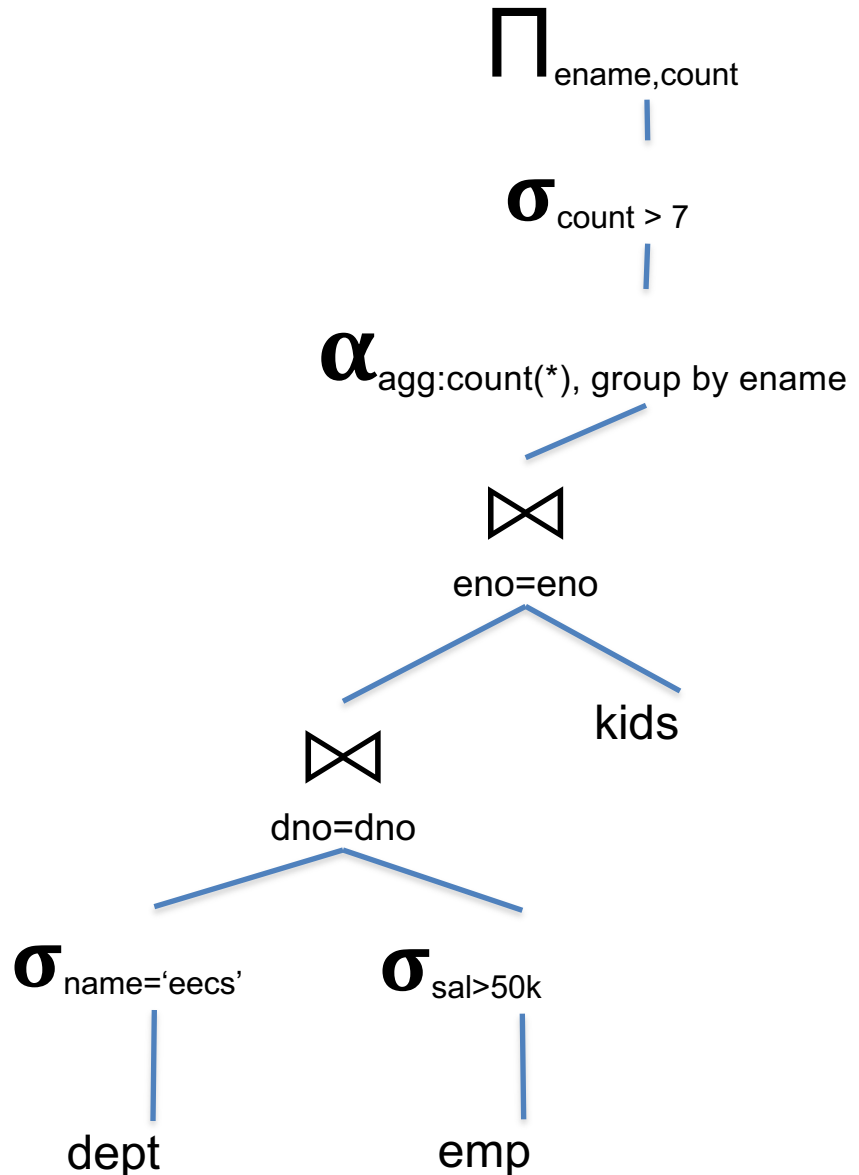 ∏ename,count
σcount > 7
αagg:count(*), group by ename
⋈
eno=eno
kids
⋈
dno=dno
σname=‘eecs’ σsal>50k
dept emp